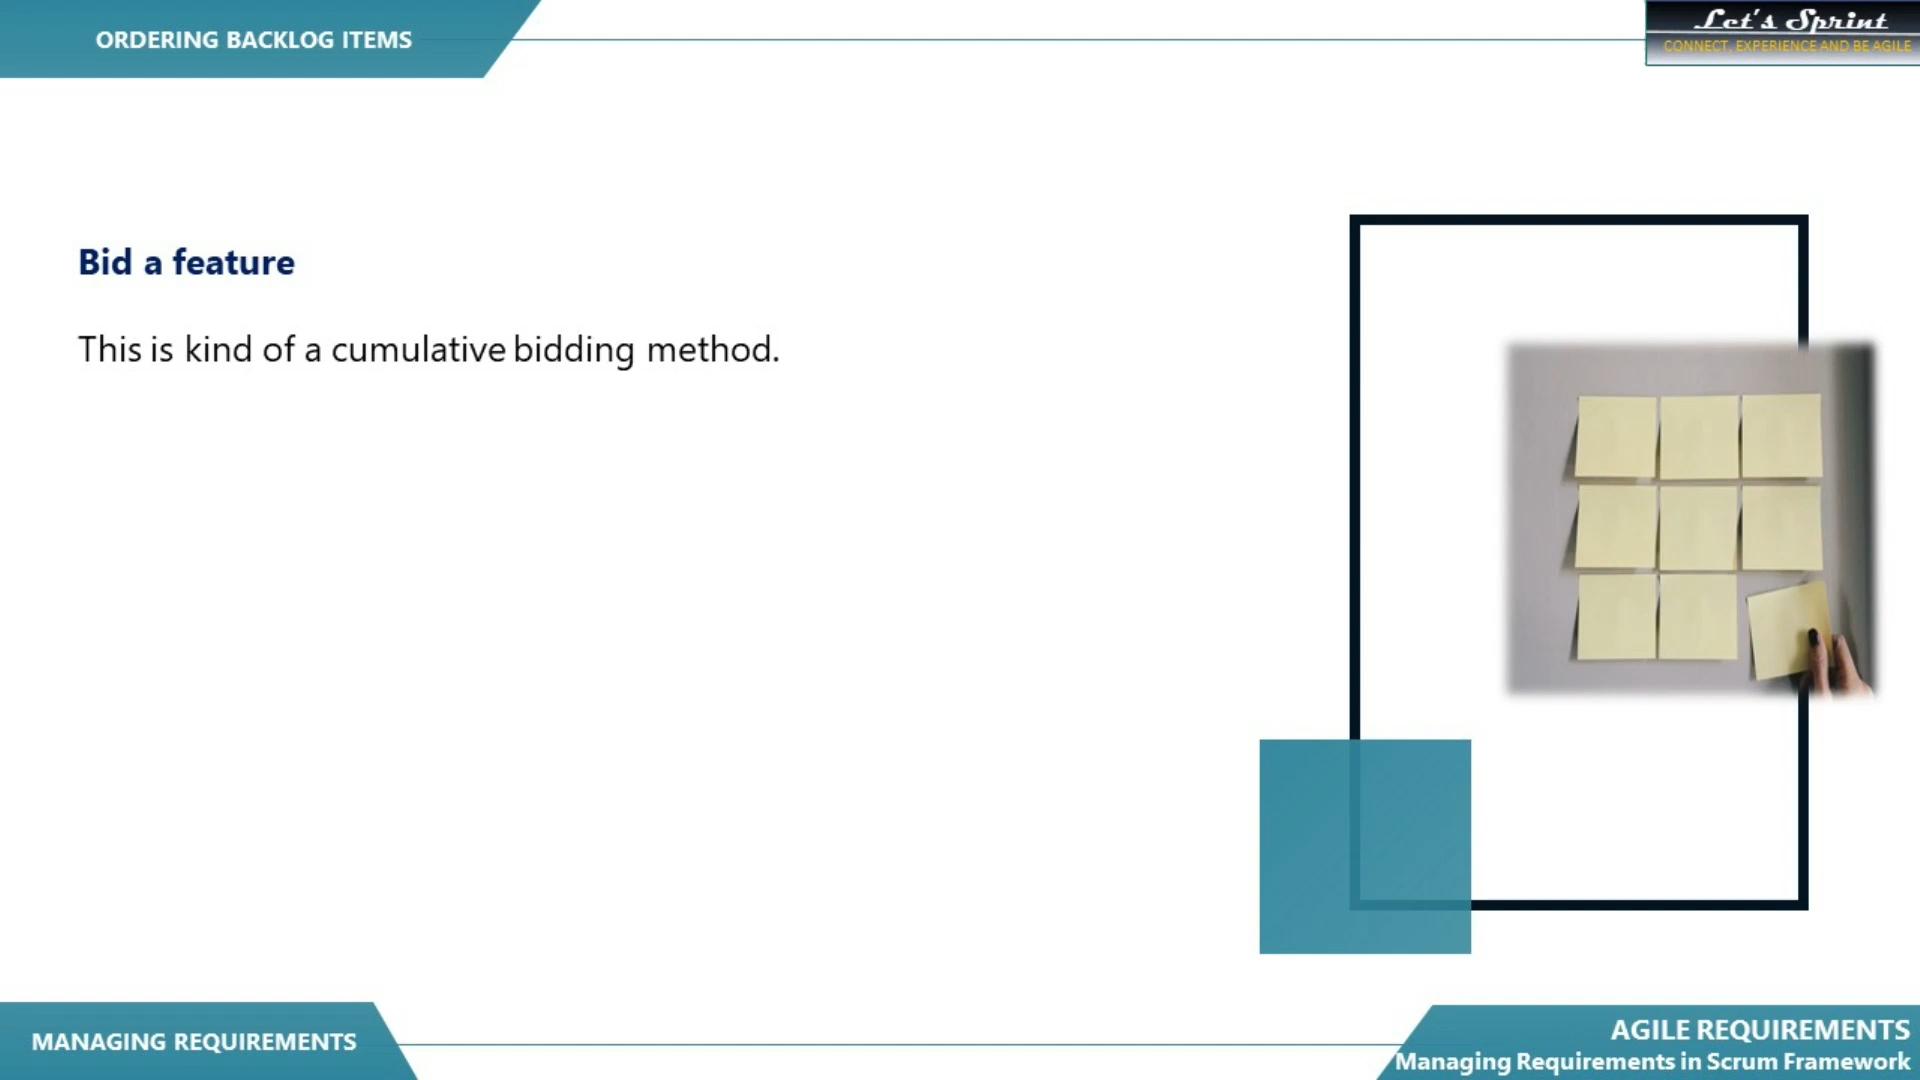 ORDERING BACKLOG ITEMS
Let's Sprint
CONNECT, EXPERIENCE AND BE AGILE
Bid a feature
This is kind of a cumulative bidding method.
MANAGING REQUIREMENTS
AGILE REQUIREMENTS
Managing Requirements in Scrum Framework